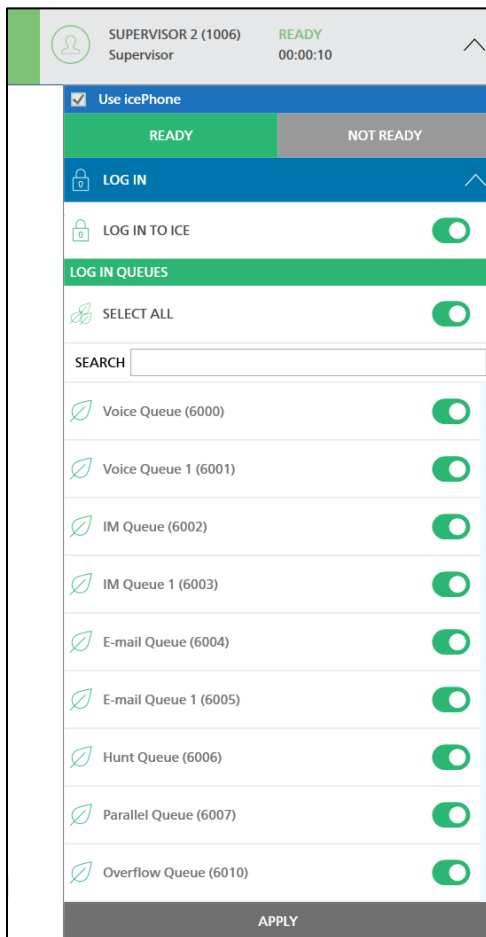 SUPERVISOR 2 (1006) READY
Supervisor 00:00:10
Use icePhone
READY NOT READY
LOG IN
LOG IN TO ICE
LOG IN QUEUES
SELECT ALL
SEARCH
Voice Queue (6000)
Voice Queue 1 (6001)
IM Queue (6002)
IM Queue 1 (6003)
E-mail Queue (6004)
E-mail Queue 1 (6005)
Hunt Queue (6006)
Parallel Queue (6007)
Overflow Queue (6010)
APPLY